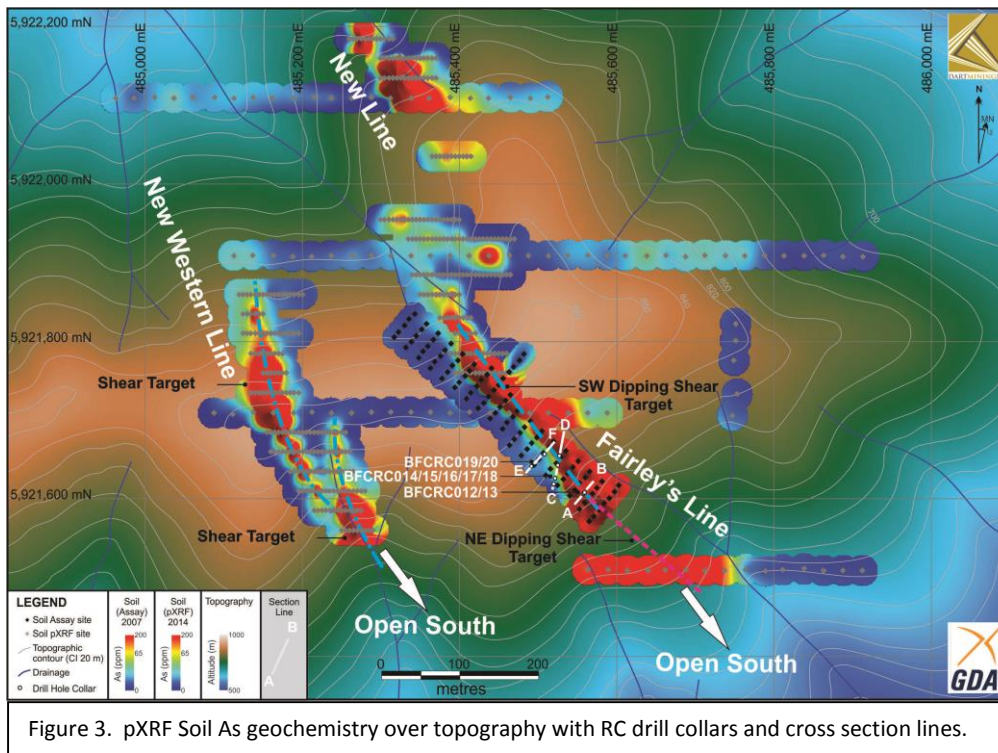 485,000 mE
485,200 mE
485,400 mE
485,600 mE
485,800 mE
486,000 mE
5,922,200 mN
5,922,000 mN
5,921,800 mN
5,921,600 mN
DART MINING
N
MN
New Line
New Western Line
700
Shear Target
SW Dipping Shear
Target
Fairley's Line
D
F
BFCRC019/20
B
BFCRC014/15/16/17/18
E
BFCRC012/13
C
A
Shear Target
NE Dipping Shear
Target
Open South
Open South
0 100 200
metres
LEGEND
Soil Assay site
Soil pXRF site
Topographic
contour (CI 20 m)
Drainage
Drill Hole Collar
Soil
(Assay)
2007
As (ppm)
200
65
0
Soil
(pXRF)
2014
As (ppm)
200
65
0
Topography
Altitude (m)
1000
500
Section
Line
B
A
GDA
Figure 3. pXRF Soil As geochemistry over topography with RC drill collars and cross section lines.